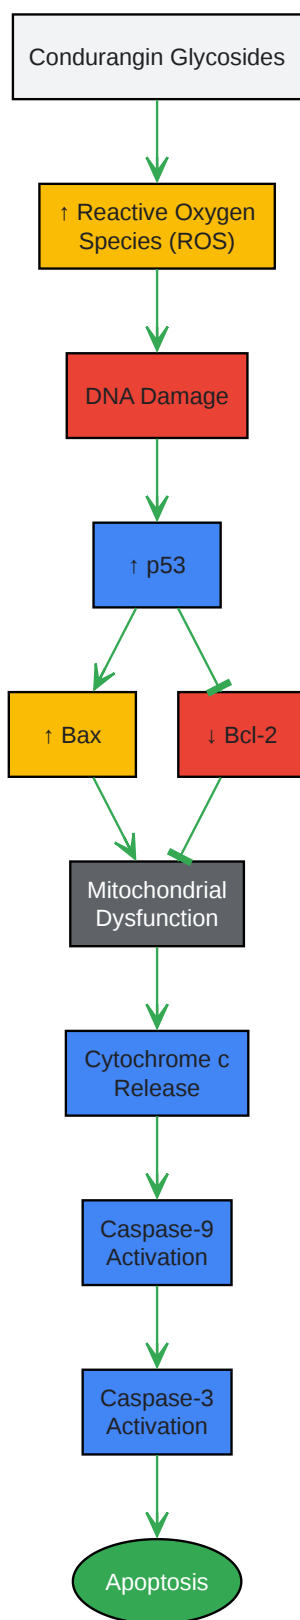 Condurangin Glycosides
↑ Reactive Oxygen
Species (ROS)
DNA Damage
↑ p53
↑ Bax
↓ Bcl-2
Mitochondrial
Dysfunction
Cytochrome c
Release
Caspase-9
Activation
Caspase-3
Activation
Apoptosis